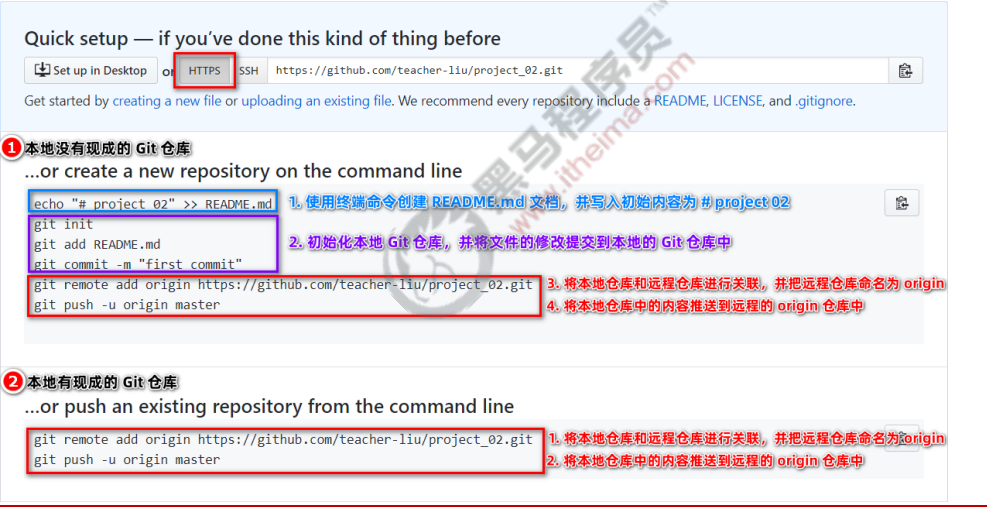 Quick setup — if you've done this kind of thing before
Set up in Desktop or HTTPS SSH https://github.com/teacher-liu/project_02.git
Get started by creating a new file or uploading an existing file. We recommend every repository include a README, LICENSE, and .gitignore.
1 本地没有现成的 Git 仓库
...or create a new repository on the command line
echo "# project_02" >> README.md 1. 使用终端命令创建 README.md 文档，并写入初始内容为 # project 02
git init
git add README.md 2. 初始化本地 Git 仓库，并将文件的修改提交到本地的 Git 仓库中
git commit -m "first commit"
git remote add origin https://github.com/teacher-liu/project_02.git 3. 将本地仓库和远程仓库进行关联，并把远程仓库命名为 origin
git push -u origin master 4. 将本地仓库中的内容推送到远程的 origin 仓库中
2 本地有现成的 Git 仓库
...or push an existing repository from the command line
git remote add origin https://github.com/teacher-liu/project_02.git 1. 将本地仓库和远程仓库进行关联，并把远程仓库命名为 origin
git push -u origin master 2. 将本地仓库中的内容推送到远程的 origin 仓库中
黑马程序员™
www.itheima.com